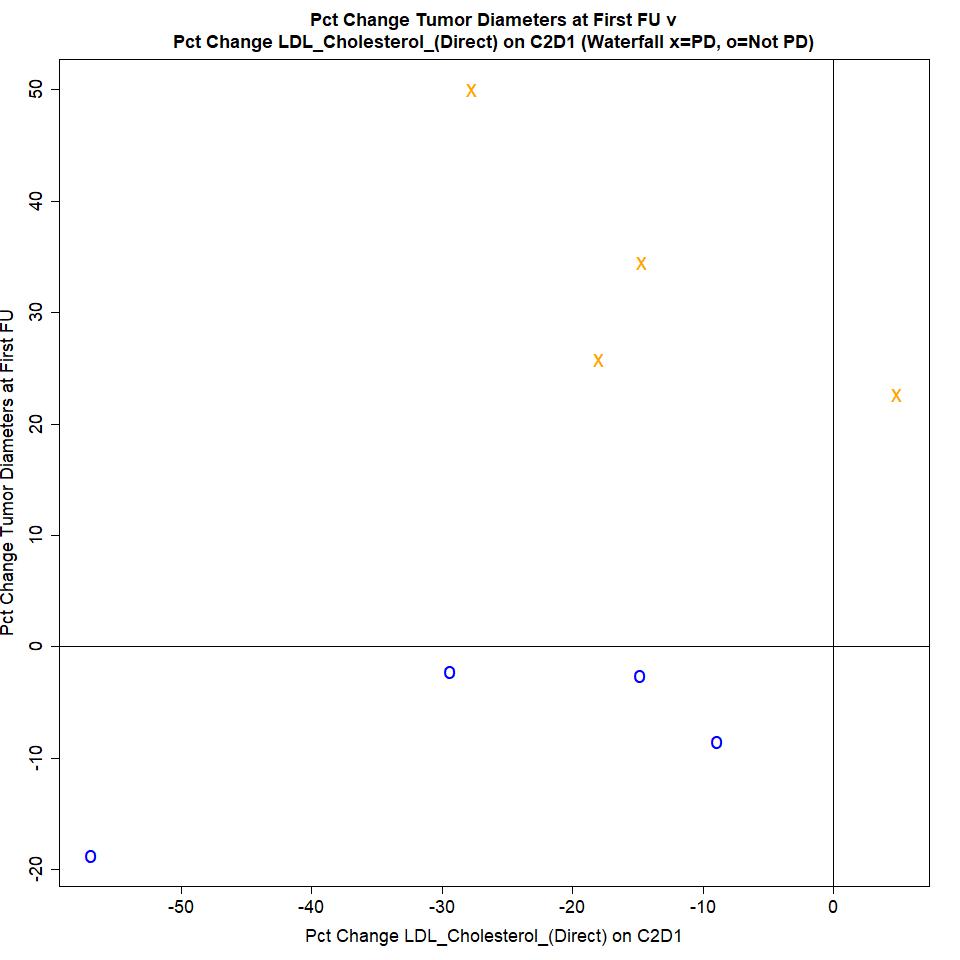 Pct Change Tumor Diameters at First FU v
Pct Change LDL_Cholesterol_(Direct) on C2D1 (Waterfall x=PD, o=Not PD)
Pct Change Tumor Diameters at First FU
50
40
30
20
10
0
-10
-20
x
x
x
x
o
o
o
o
-50
-40
-30
-20
-10
0
Pct Change LDL_Cholesterol_(Direct) on C2D1